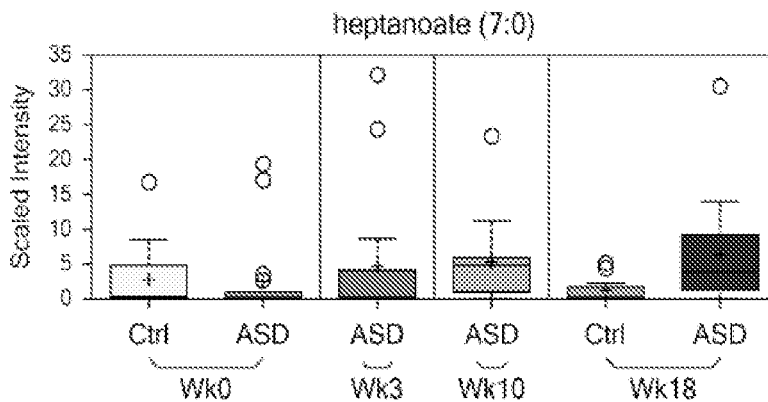 heptanoate (7:0)
Scaled Intensity
35
30
25
20
15
10
5
0
Ctrl ASD ASD ASD Ctrl ASD
Wk0 Wk3 Wk10 Wk18